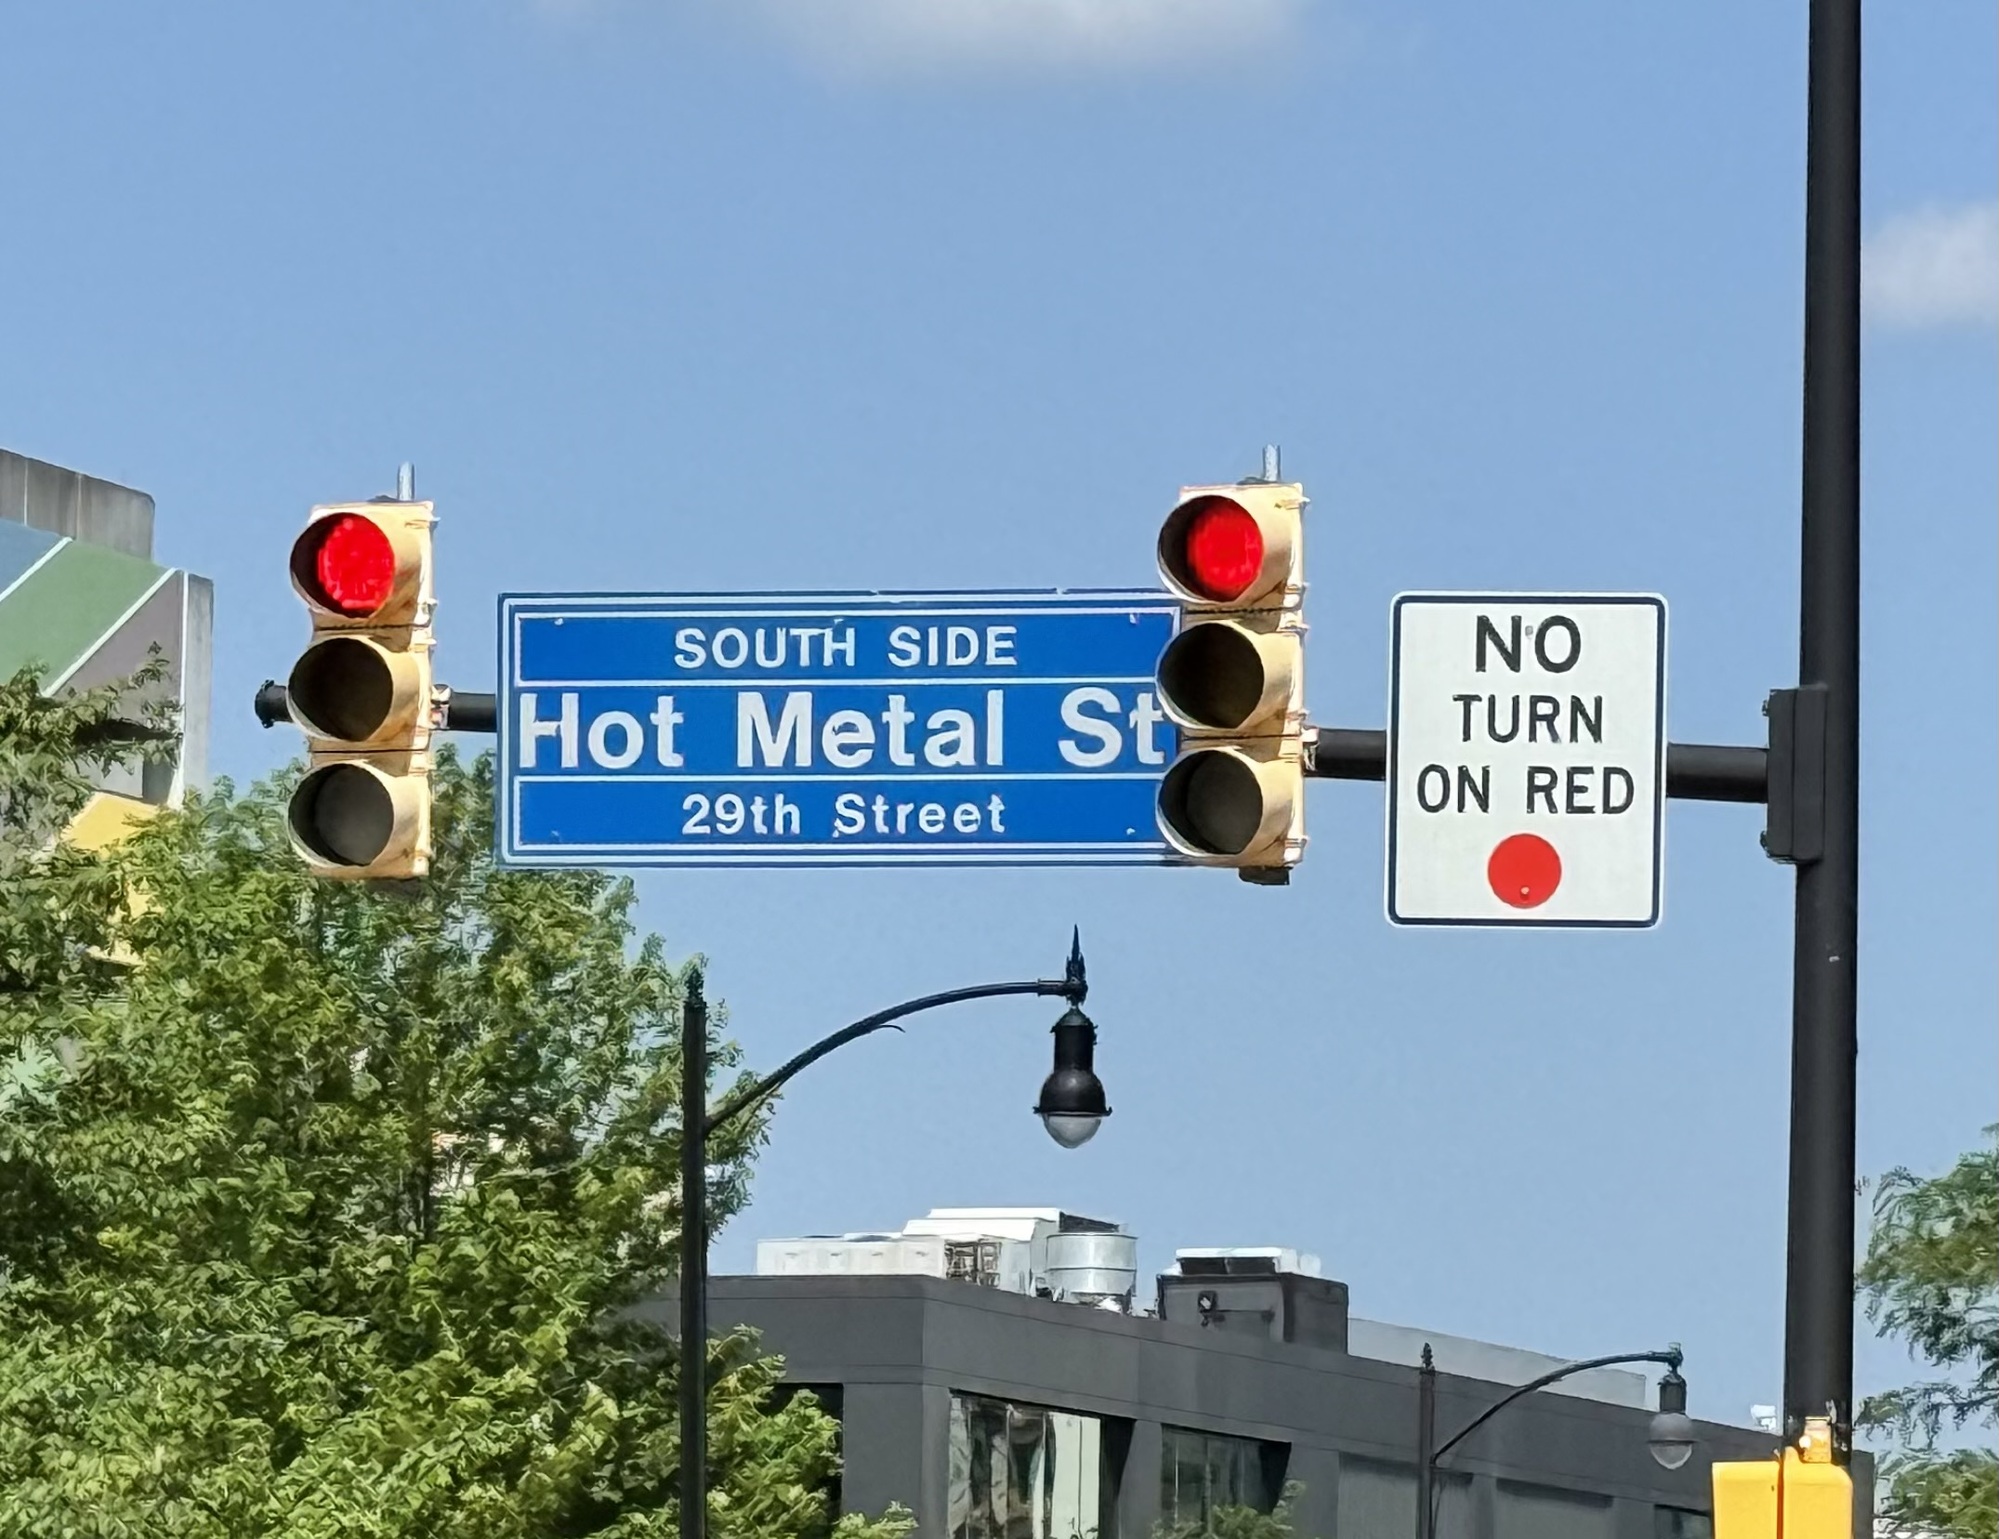 SOUTH SIDE
Hot Metal St
29th Street
NO
TURN
ON RED